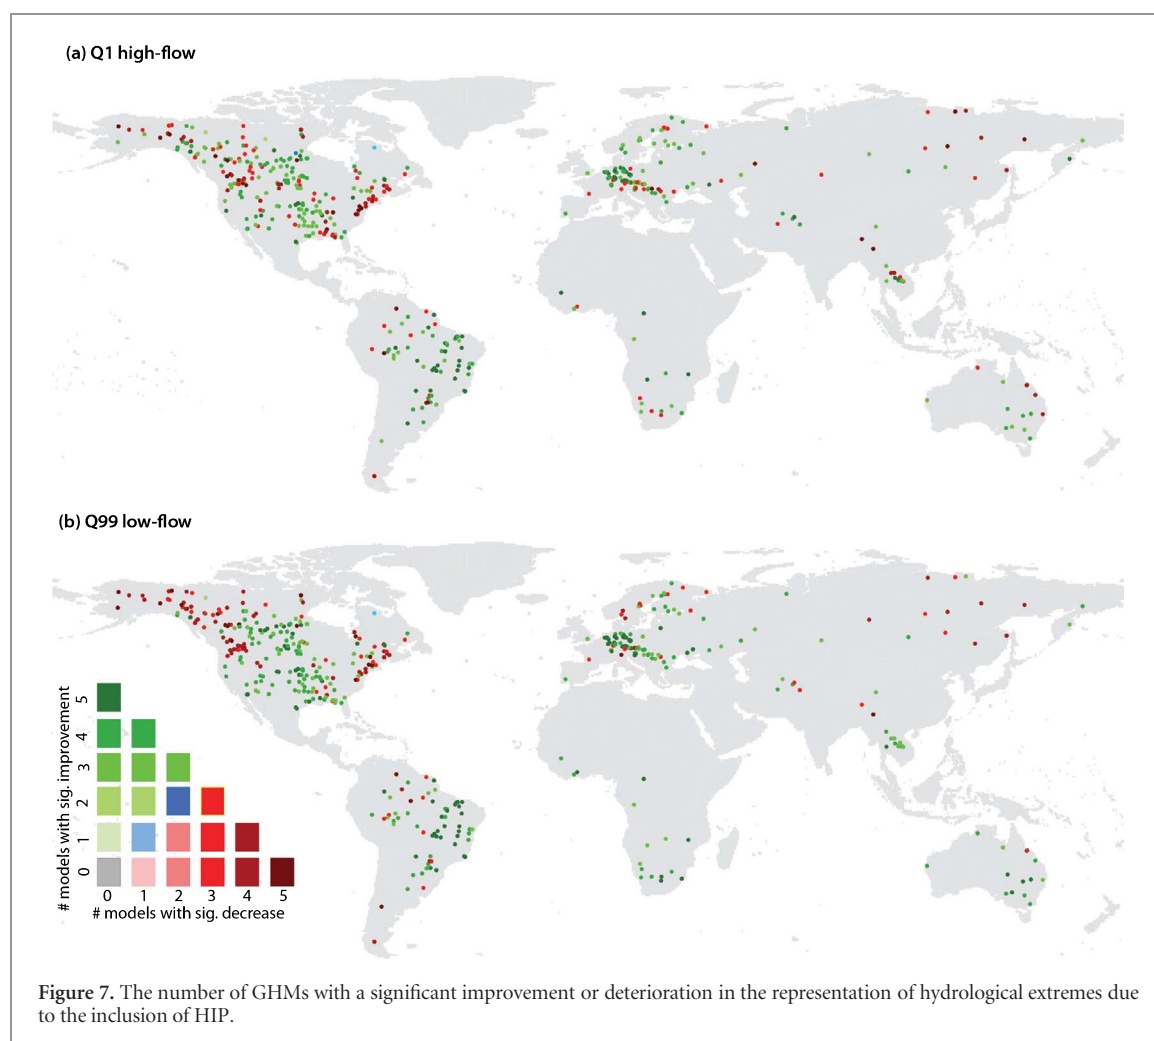 (a) Q1 high-flow
(b) Q99 low-flow
# models with sig. improvement
5
4
3
2
1
0
0 1 2 3 4 5
# models with sig. decrease
Figure 7. The number of GHMs with a significant improvement or deterioration in the representation of hydrological extremes due
to the inclusion of HIP.